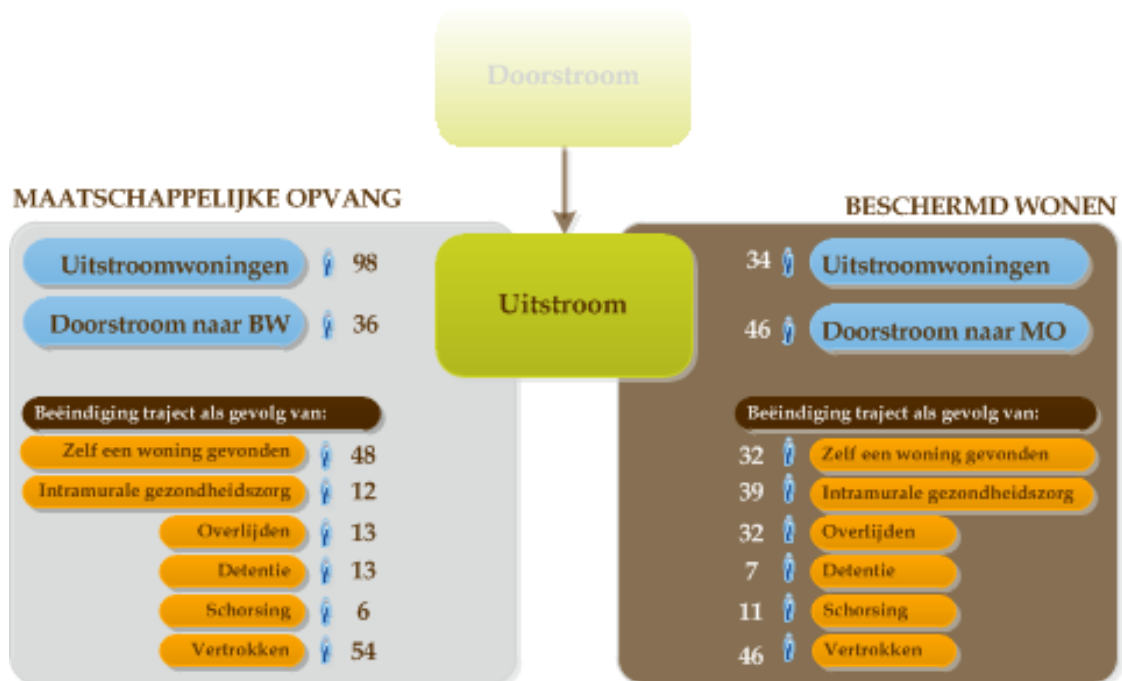 Doorstroom
MAATSCHAPPELIJKE OPVANG
Uitstroomwoningen 98
Doorstroom naar BW 36
Beëindiging traject als gevolg van:
Zelf een woning gevonden 48
Intramurale gezondheidszorg 12
Overlijden 13
Detentie 13
Schorsing 6
Vertrokken 54
Uitstroom
BESCHERMD WONEN
34 Uitstroomwoningen
46 Doorstroom naar MO
Beëindiging traject als gevolg van:
32 Zelf een woning gevonden
39 Intramurale gezondheidszorg
32 Overlijden
7 Detentie
11 Schorsing
46 Vertrokken